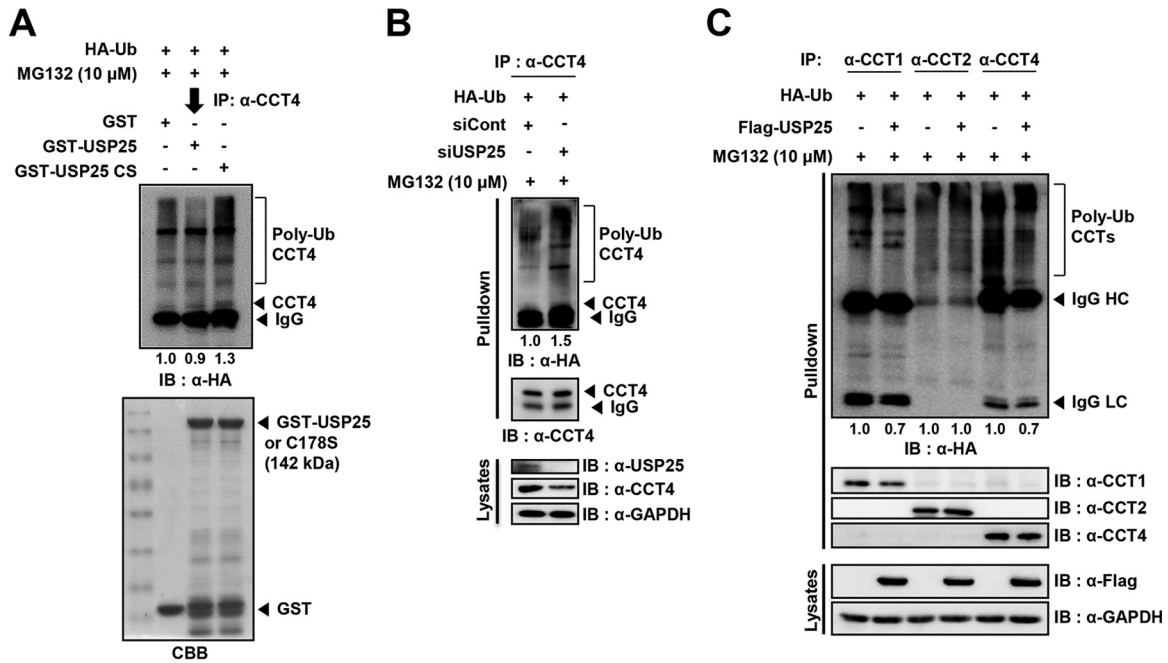 A
HA-Ub + + +
MG132 (10 μM) + + +
IP: α-CCT4
GST + - -
GST-USP25 - + -
GST-USP25 CS - - +
Poly-Ub
CCT4
CCT4
IgG
1.0 0.9 1.3
IB : α-HA
GST-USP25
or C178S
(142 kDa)
GST
CBB
B
IP : α-CCT4
HA-Ub + +
siCont + -
siUSP25 - +
MG132 (10 μM) + +
Pulldown
Poly-Ub
CCT4
CCT4
IgG
1.0 1.5
IB : α-HA
CCT4
IgG
IB : α-CCT4
Lysates
IB : α-USP25
IB : α-CCT4
IB : α-GAPDH
C
IP: α-CCT1 α-CCT2 α-CCT4
HA-Ub + + + + + +
Flag-USP25 - + - + - +
MG132 (10 μM) + + + + + +
Pulldown
Poly-Ub
CCTs
IgG HC
IgG LC
1.0 0.7 1.0 1.0 1.0 0.7
IB : α-HA
IB : α-CCT1
IB : α-CCT2
IB : α-CCT4
Lysates
IB : α-Flag
IB : α-GAPDH